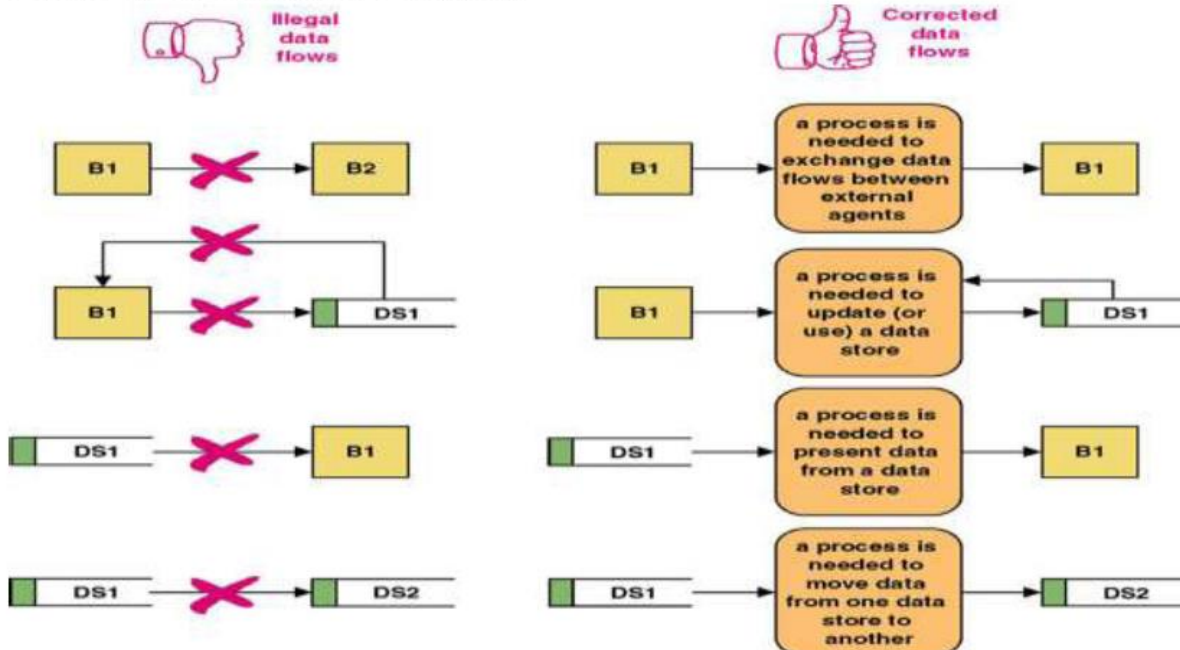 Illegal
data
flows
Corrected
data
flows
B1
B2
a process is
needed to
exchange data
flows between
external
agents
B1
B1
B1
DS1
B1
a process is
needed to
update (or
use) a data
store
DS1
DS1
B1
DS1
a process is
needed to
present data
from a data
store
B1
DS1
DS2
DS1
a process is
needed to
move data
from one data
store to
another
DS2